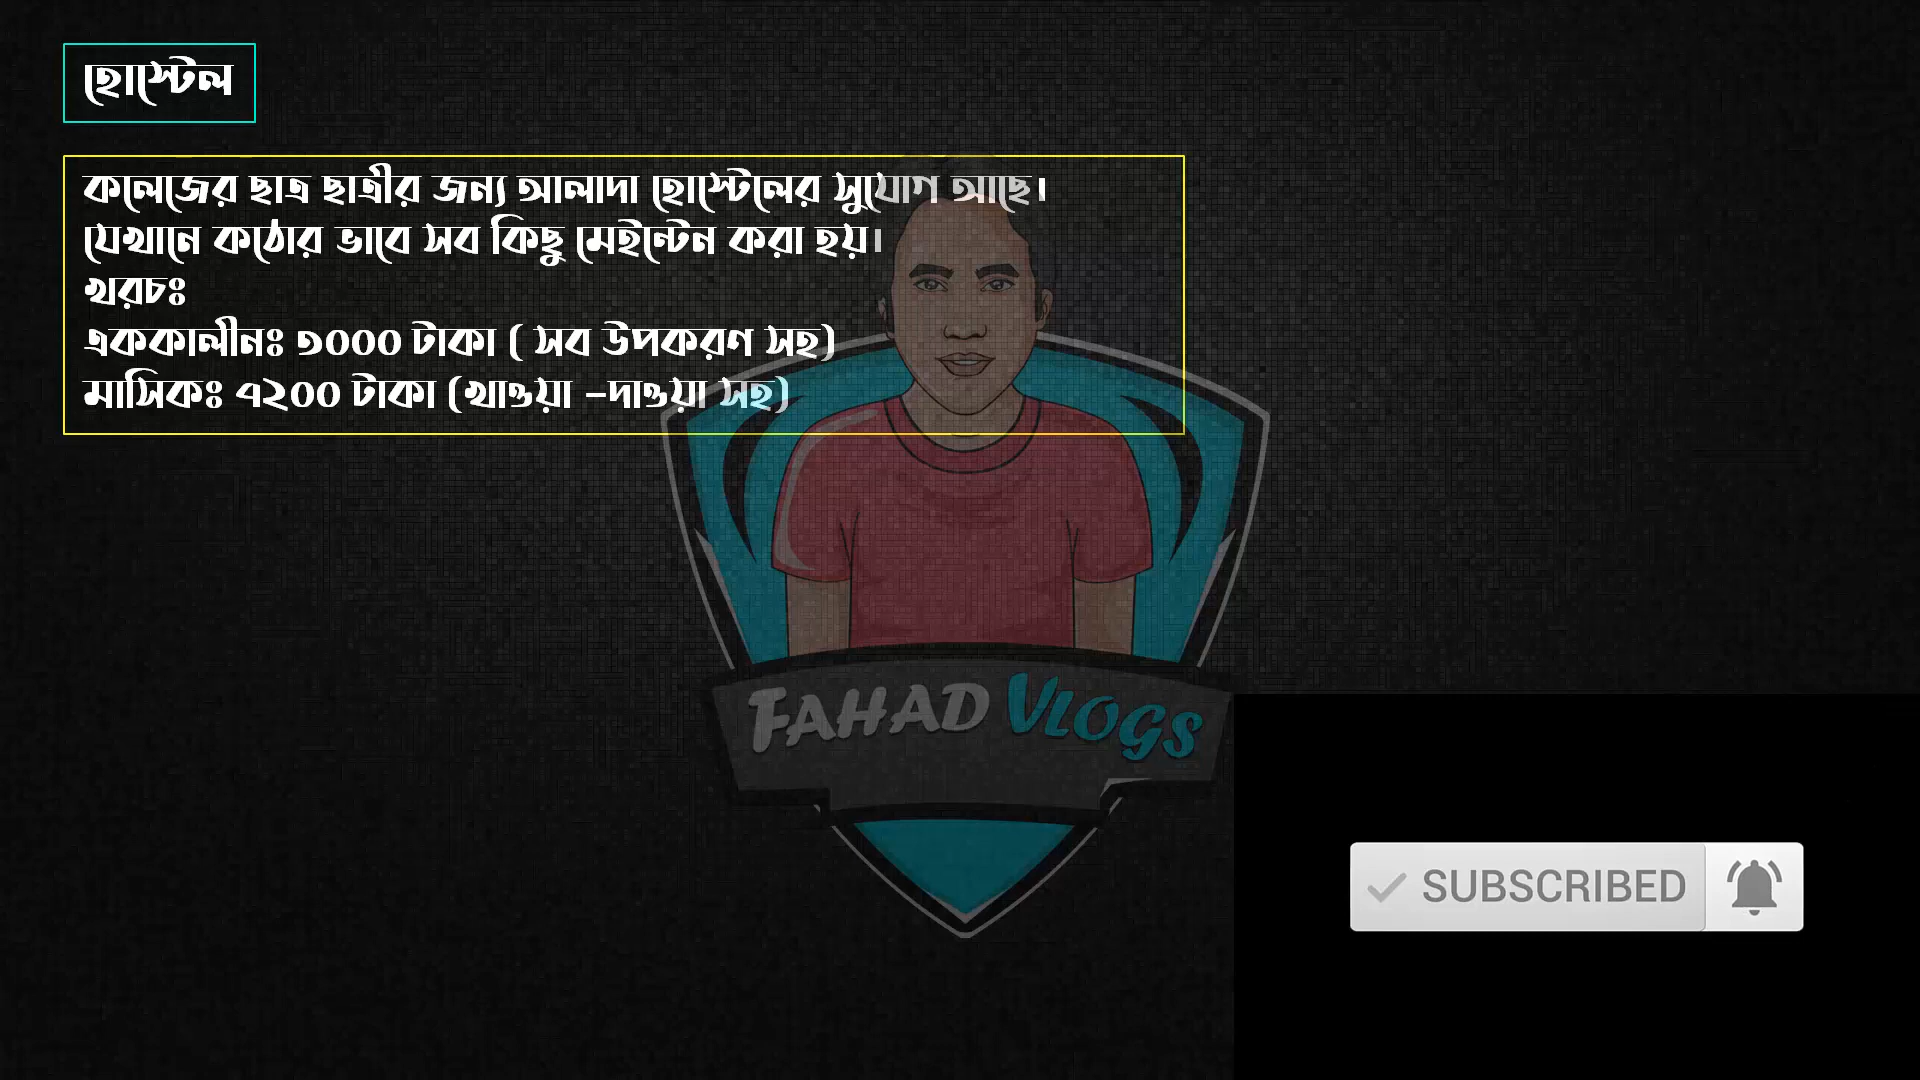 হোস্টেল
কলেজের ছাত্র ছাত্রীর জন্য আলাদা হোস্টেলের সুযোগ আছে।
যেখানে কঠোর ভাবে সব কিছু মেইন্টেন করা হয়।
খরচঃ
এককালীনঃ ৩০০০ টাকা ( সব উপকরণ সহ)
মাসিকঃ ৭২০০ টাকা (খাওয়া -দাওয়া সহ)
FAHAD VLOGS
SUBSCRIBED